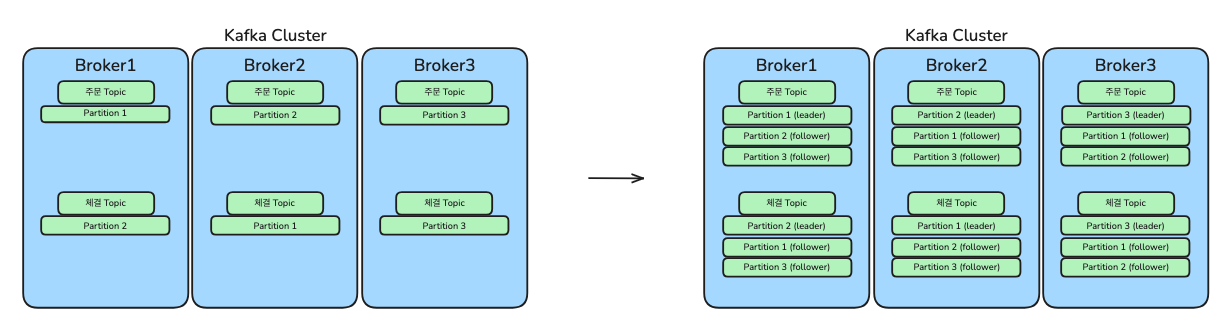 Kafka Cluster
Broker1
주문 Topic
Partition 1
체결 Topic
Partition 2
Broker2
주문 Topic
Partition 2
체결 Topic
Partition 1
Broker3
주문 Topic
Partition 3
체결 Topic
Partition 3
Kafka Cluster
Broker1
주문 Topic
Partition 1 (leader)
Partition 2 (follower)
Partition 3 (follower)
체결 Topic
Partition 2 (leader)
Partition 1 (follower)
Partition 3 (follower)
Broker2
주문 Topic
Partition 2 (leader)
Partition 1 (follower)
Partition 3 (follower)
체결 Topic
Partition 1 (leader)
Partition 2 (follower)
Partition 3 (follower)
Broker3
주문 Topic
Partition 3 (leader)
Partition 1 (follower)
Partition 2 (follower)
체결 Topic
Partition 3 (leader)
Partition 1 (follower)
Partition 2 (follower)